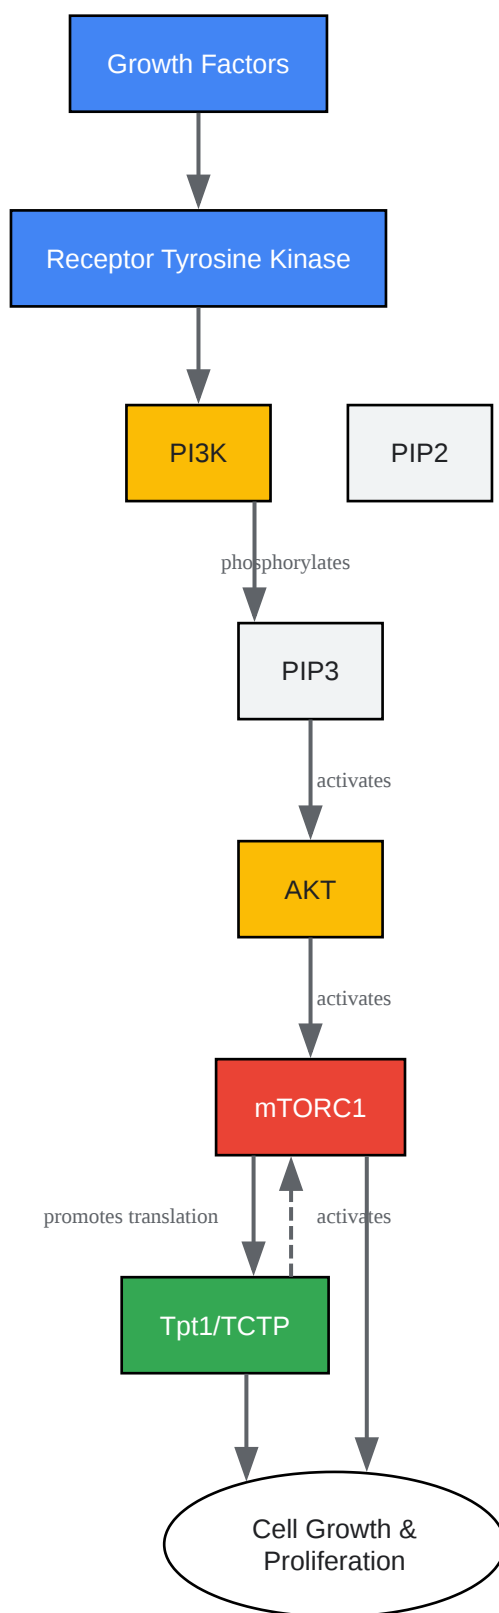 Growth Factors
Receptor Tyrosine Kinase
PI3K
PIP2
phosphorylates
PIP3
activates
AKT
activates
mTORC1
promotes translation
activates
Tpt1/TCTP
Cell Growth &
Proliferation